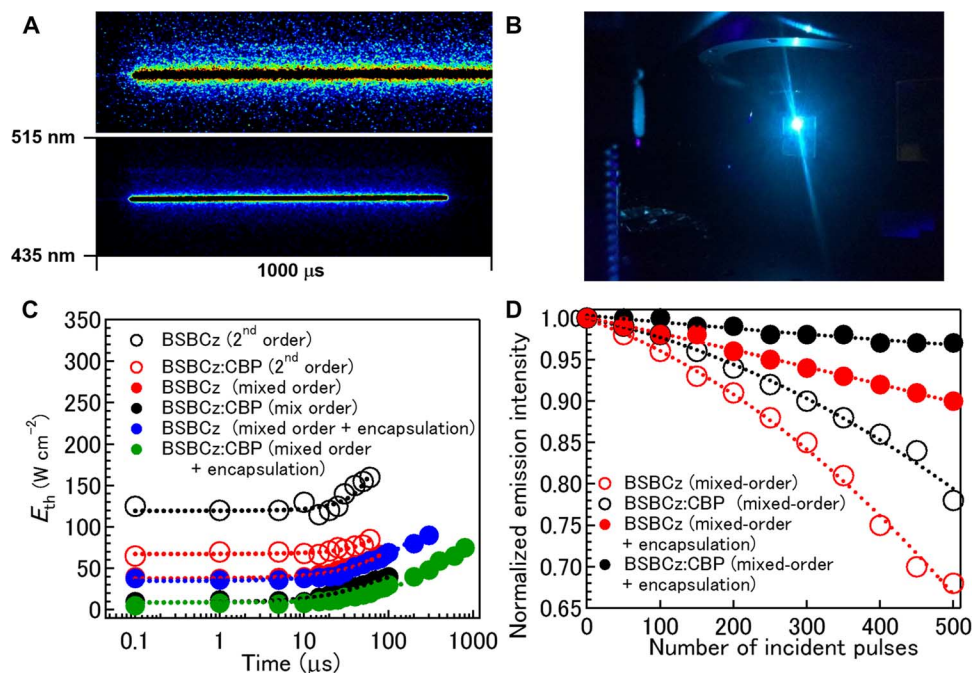 A
B
515 nm
435 nm
1000 μs
C
350
300
250
200
150
100
50
0
E_th (W cm⁻²)
BSBCz (2nd order)
BSBCz:CBP (2nd order)
BSBCz (mixed order)
BSBCz:CBP (mix order)
BSBCz (mixed order + encapsulation)
BSBCz:CBP (mixed order
+ encapsulation)
0.1 1 10 100 1000
Time (μs)
D
1.00
0.95
0.90
0.85
0.80
0.75
0.70
0.65
Normalized emission intensity
BSBCz (mixed-order)
BSBCz:CBP (mixed-order)
BSBCz (mixed-order
+ encapsulation)
BSBCz:CBP (mixed-order
+ encapsulation)
0 100 200 300 400 500
Number of incident pulses